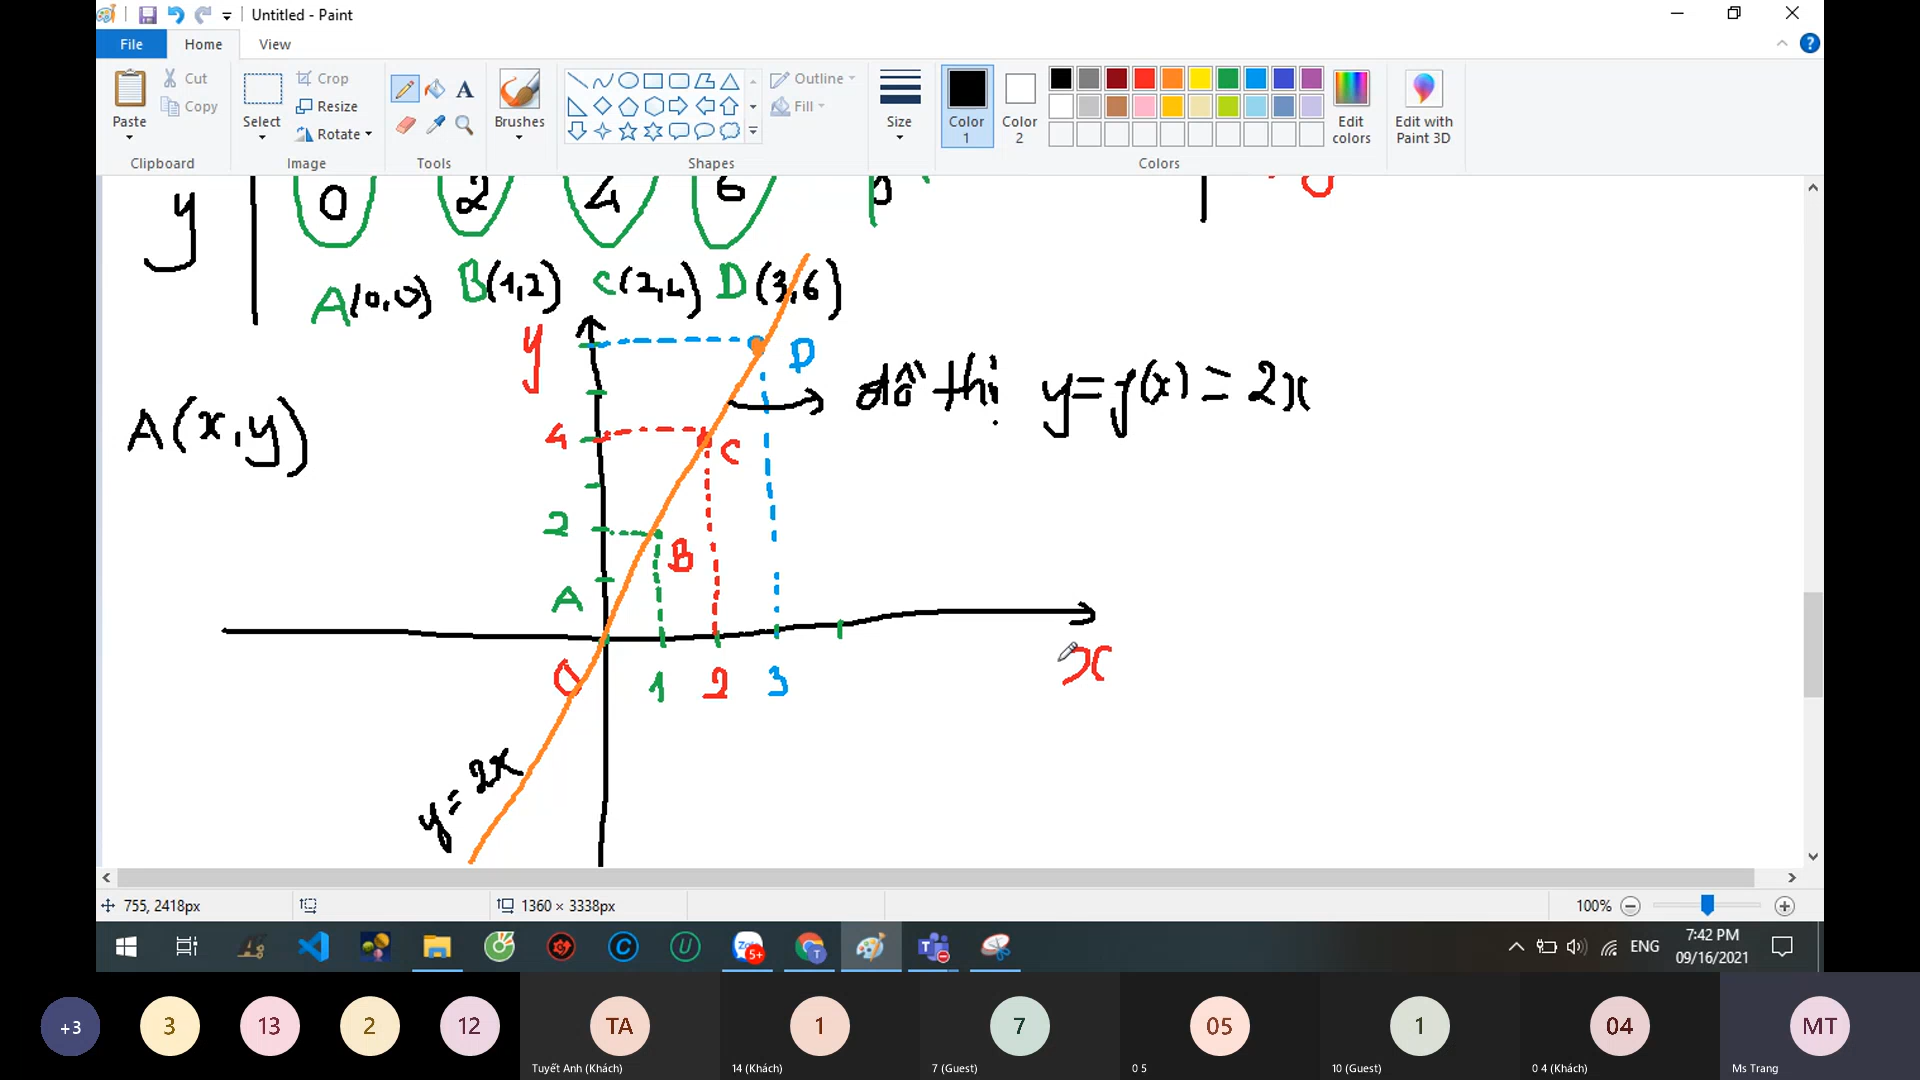 Untitled - Paint
File Home View
Paste Cut Copy Clipboard
Select Crop Resize Rotate Image
Tools
Brushes
Outline Fill Shapes
Size
Color 1 Color 2 Edit colors Colors
Edit with Paint 3D
y 0 2 4 6
A(0,0) B(1,2) C(2,4) D(3,6)
y
D
đồ thị y=f(x)=2x
A(x,y)
4 C
2 B
A
O 1 2 3 x
y=2x
755, 2418px 1360 × 3338px 100%
ENG 7:42 PM
09/16/2021
+3 3 13 2 12 TA 1 7 05 1 04 MT
Tuyết Anh (Khách) 14 (Khách) 7 (Guest) 0 5 10 (Guest) 0 4 (Khách) Ms Trang